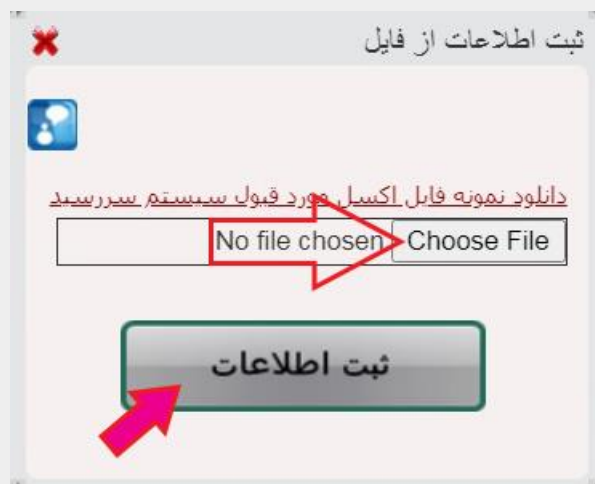 ثبت اطلاعات از فایل
دانلود نمونه فایل اکسل مورد قبول سیستم سررسید
Choose File No file chosen
ثبت اطلاعات